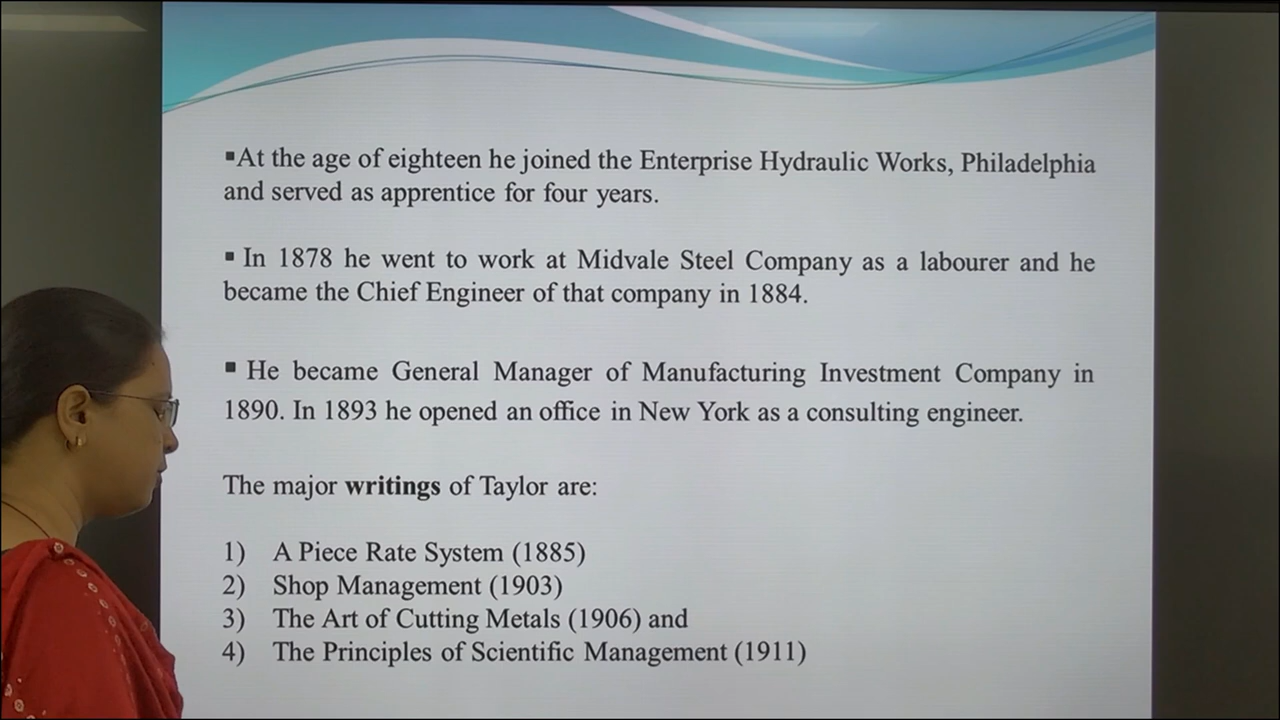 ▪At the age of eighteen he joined the Enterprise Hydraulic Works, Philadelphia
and served as apprentice for four years.
▪ In 1878 he went to work at Midvale Steel Company as a labourer and he
became the Chief Engineer of that company in 1884.
▪ He became General Manager of Manufacturing Investment Company in
1890. In 1893 he opened an office in New York as a consulting engineer.
The major writings of Taylor are:
1) A Piece Rate System (1885)
2) Shop Management (1903)
3) The Art of Cutting Metals (1906) and
4) The Principles of Scientific Management (1911)